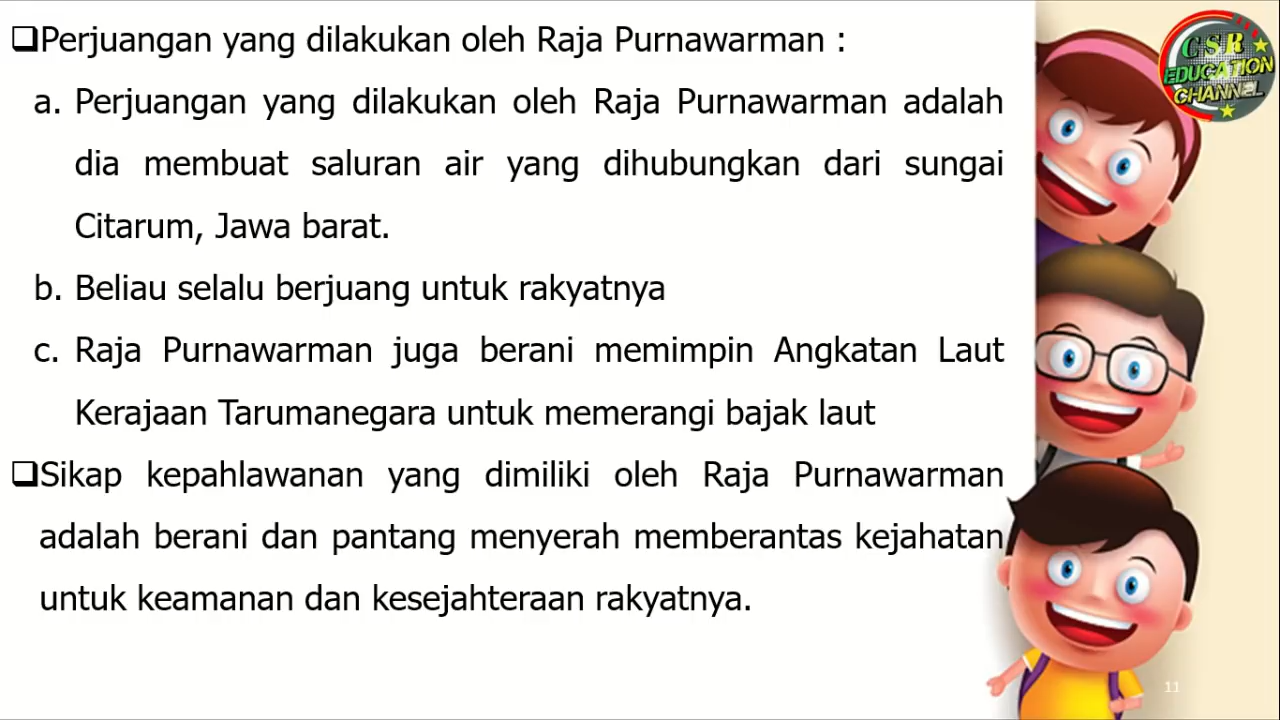 ❑Perjuangan yang dilakukan oleh Raja Purnawarman :
a. Perjuangan yang dilakukan oleh Raja Purnawarman adalah
dia membuat saluran air yang dihubungkan dari sungai
Citarum, Jawa barat.
b. Beliau selalu berjuang untuk rakyatnya
c. Raja Purnawarman juga berani memimpin Angkatan Laut
Kerajaan Tarumanegara untuk memerangi bajak laut
❑Sikap kepahlawanan yang dimiliki oleh Raja Purnawarman
adalah berani dan pantang menyerah memberantas kejahatan
untuk keamanan dan kesejahteraan rakyatnya.
CSR
EDUCATION
CHANNEL
11